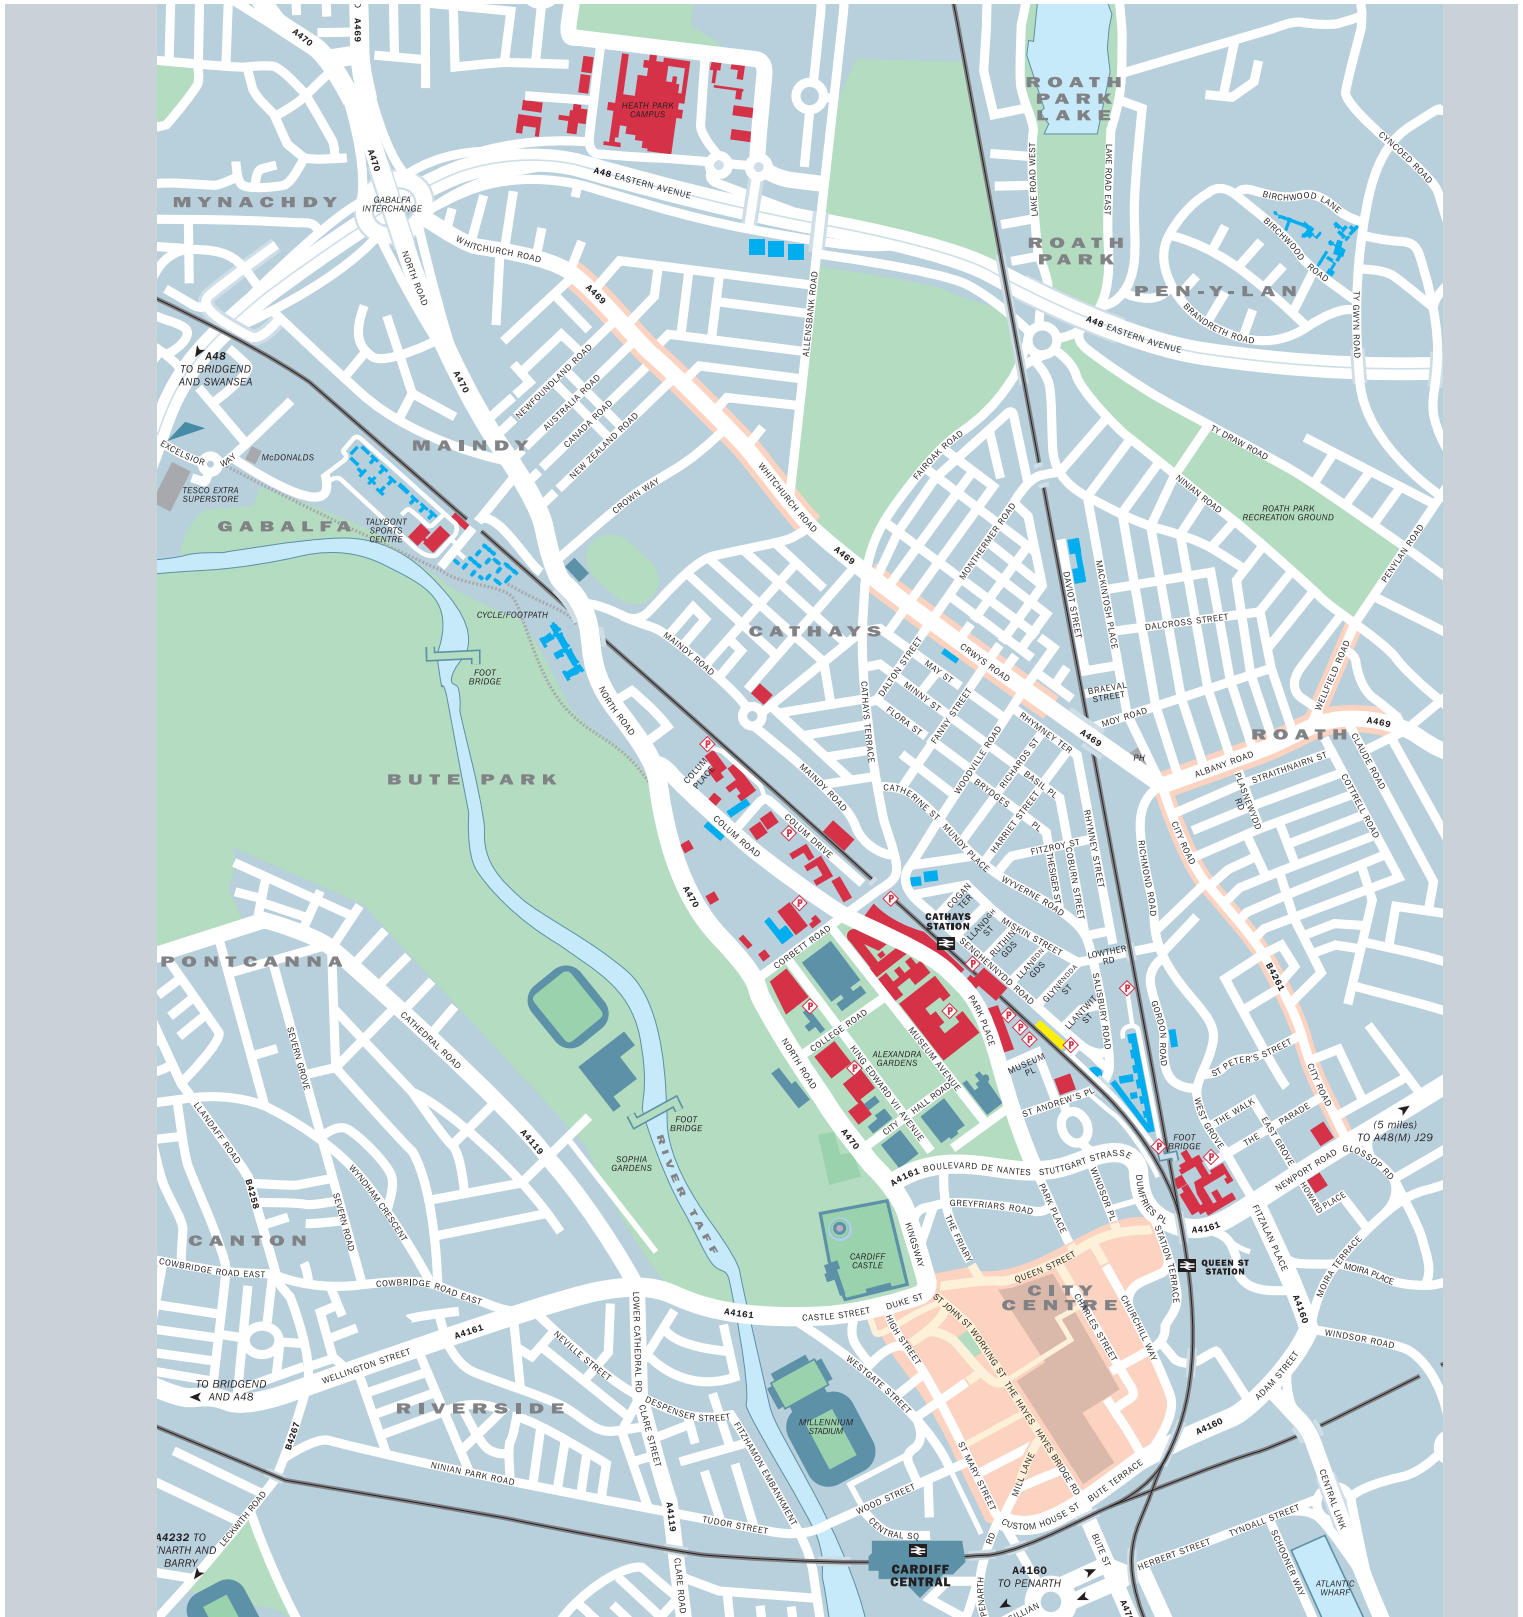 A470
A469
HEATH PARK
CAMPUS
ROATH
PARK
LAKE
CYNCOED ROAD
A470
A48 EASTERN AVENUE
LAKE ROAD WEST
LAKE ROAD EAST
MYNACHDY
GABALFA
INTERCHANGE
BIRCHWOOD LANE
BIRCHWOOD ROAD
WHITCHURCH ROAD
NORTH ROAD
ROATH
PARK
PEN-Y-LAN
A469
ALLENSBANK ROAD
BRANDRETH ROAD
TY GWYN ROAD
A48 EASTERN AVENUE
A48
TO BRIDGEND
AND SWANSEA
A470
NEWFOUNDLAND ROAD
AUSTRALIA ROAD
CANADA ROAD
NEW ZEALAND ROAD
EXCELSIOR WAY
McDONALDS
MAINDY
TY DRAW ROAD
FAIROAK ROAD
TESCO EXTRA
SUPERSTORE
CROWN WAY
WHITCHURCH ROAD
NINIAN ROAD
ROATH PARK
RECREATION GROUND
GABALFA
TALYBONT
SPORTS
CENTRE
A469
MONTHERMER ROAD
PENYLAN ROAD
DAVIOT STREET
MACKINTOSH PLACE
CYCLE/FOOTPATH
CATHAYS
DALCROSS STREET
MAINDY ROAD
DALTON STREET
CRWYS ROAD
MAY ST
MINNY ST
FLORA ST
FANNY STREET
FOOT
BRIDGE
NORTH ROAD
CATHAYS TERRACE
BRAEVAL
STREET
MOY ROAD
WELLFIELD ROAD
RHYMNEY TER
A469
A469
ROATH
PH
ALBANY ROAD
STRAITHNAIRN ST
CLAUDE ROAD
COTTRELL ROAD
PLASNEWYDD
RD
BUTE PARK
COLUM
PLACE
P
MAINDY ROAD
CATHERINE ST
WOODVILLE ROAD
RICHARDS ST
BASIL PL
BRYDGES PL
HARRIET STREET
MUNDY PLACE
COLUM ROAD
COLUM DRIVE
P
FITZROY ST
THESIGER ST
COBURN STREET
RHYMNEY STREET
RICHMOND ROAD
CITY ROAD
WYVERNE ROAD
A470
P
P
COGAN
TER
CATHAYS
STATION
LLANDGH
ST
MISKIN STREET
RUTHIN
GDS
LLANBDN
GDS
SENGHENNYDD ROAD
GLYNRNDDA
ST
LOWTHER
RD
CORBETT ROAD
P
PONTCANNA
B4261
SALISBURY ROAD
P
LLANTWIT
ST
GORDON ROAD
CATHEDRAL ROAD
SEVERN GROVE
PARK PLACE
P
P
P
P
P
P
COLLEGE ROAD
MUSEUM AVENUE
ALEXANDRA
GARDENS
KING EDWARD VII AVENUE
P
NORTH ROAD
MUSEUM
PL
ST PETER'S STREET
CITY ROAD
CITY HALL ROAD
ST ANDREW'S PL
WEST GROVE
THE WALK
THE PARADE
EAST GROVE
(5 miles)
TO A48(M) J29
LLANDAFF ROAD
A4119
FOOT
BRIDGE
RIVER TAFF
SOPHIA
GARDENS
A470
P
FOOT
BRIDGE
P
NEWPORT ROAD
GLOSSOP RD
HOWARD
PLACE
B4258
SEVERN ROAD
WYNDHAM CRESCENT
A4161 BOULEVARD DE NANTES
STUTTGART STRASSE
WINDSOR PL
DUMFRIES PL
PARK PLACE
GREYFRIARS ROAD
THE FRIARY
KINGSWAY
CANTON
A4161
FITZALAN PLACE
STATION TERRACE
MOIRA TERRACE
MOIRA PLACE
CARDIFF
CASTLE
QUEEN STREET
QUEEN ST
STATION
COWBRIDGE ROAD EAST
COWBRIDGE ROAD EAST
CITY
CENTRE
A4161
CASTLE STREET
DUKE ST
ST JOHN ST
CHARLES STREET
CHURCHILL WAY
A4160
WINDSOR ROAD
A4161
LOWER CATHEDRAL RD
NEVILLE STREET
HIGH STREET
WORKING ST
WELLINGTON STREET
TO BRIDGEND
AND A48
WESTGATE STREET
THE HAYES
ADAM STREET
RIVERSIDE
DESPENSER STREET
CLARE STREET
FITZHAMON EMBANKMENT
MILLENNIUM
STADIUM
A4160
B4267
HAYES BRIDGE RD
ST MARY STREET
MILL LANE
BUTE TERRACE
NINIAN PARK ROAD
WOOD STREET
CUSTOM HOUSE ST
CENTRAL LINK
LECKWITH ROAD
A4119
TUDOR STREET
CENTRAL SQ
TYNDALL STREET
HERBERT STREET
SCHOONER WAY
BUTE ST
A4232 TO
NARTH AND
BARRY
CARDIFF
CENTRAL
A4160
TO PENARTH
PENARTH RD
CLARE ROAD
ATLANTIC
WHARF
A470